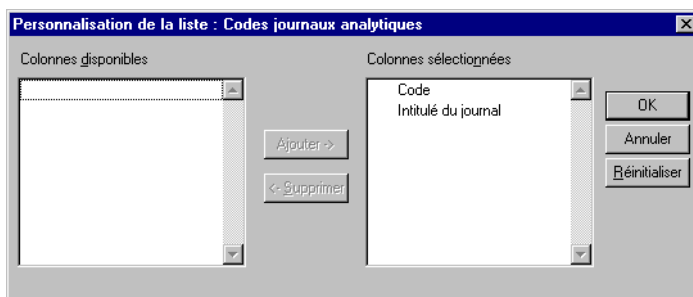 Personnalisation de la liste : Codes journaux analytiques
Colonnes disponibles
Colonnes sélectionnées
Code
Intitulé du journal
Ajouter ->
<- Supprimer
OK
Annuler
Réinitialiser